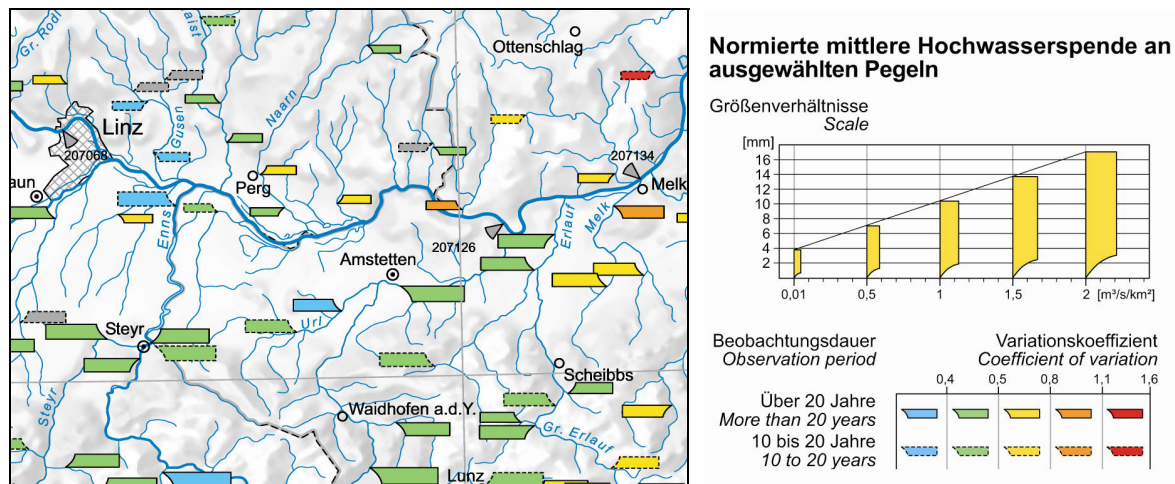 Gr. Rodl
aist
Ottenschlag
Linz
Gusen
Naarn
207068
aun
Perg
207134
Melk
Enns
Erlauf
Melk
207126
Amstetten
Url
Steyr
Steyr
Scheibbs
Waidhofen a.d.Y.
Gr. Erlauf
Lunz
D
Normierte mittlere Hochwasserspende an
ausgewählten Pegeln
Größenverhältnisse
Scale
[mm]
16
14
12
10
8
6
4
2
0,01 0,5 1 1,5 2 [m³/s/km²]
Beobachtungsdauer Variationskoeffizient
Observation period Coefficient of variation
0,4 0,5 0,8 1,1 1,6
Über 20 Jahre
More than 20 years
10 bis 20 Jahre
10 to 20 years